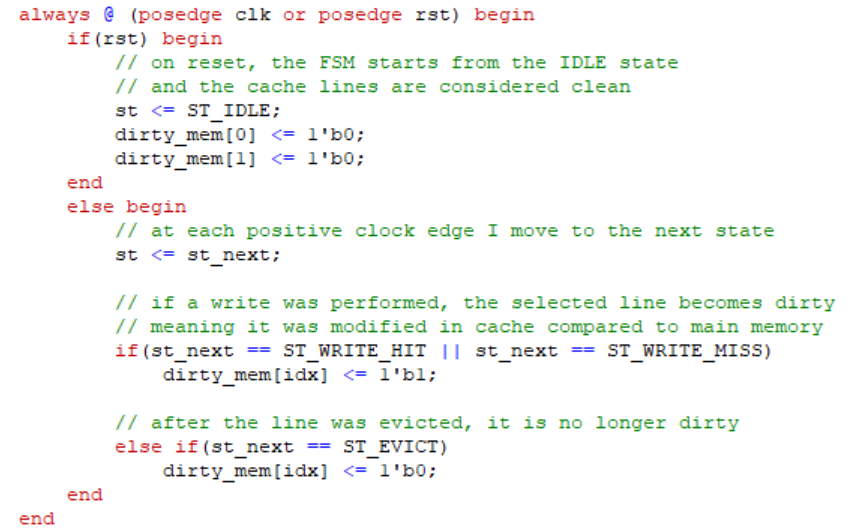 always @ (posedge clk or posedge rst) begin
    if(rst) begin
        // on reset, the FSM starts from the IDLE state
        // and the cache lines are considered clean
        st <= ST_IDLE;
        dirty_mem[0] <= 1'b0;
        dirty_mem[1] <= 1'b0;
    end
    else begin
        // at each positive clock edge I move to the next state
        st <= st_next;

        // if a write was performed, the selected line becomes dirty
        // meaning it was modified in cache compared to main memory
        if(st_next == ST_WRITE_HIT || st_next == ST_WRITE_MISS)
            dirty_mem[idx] <= 1'b1;

        // after the line was evicted, it is no longer dirty
        else if(st_next == ST_EVICT)
            dirty_mem[idx] <= 1'b0;
    end
end